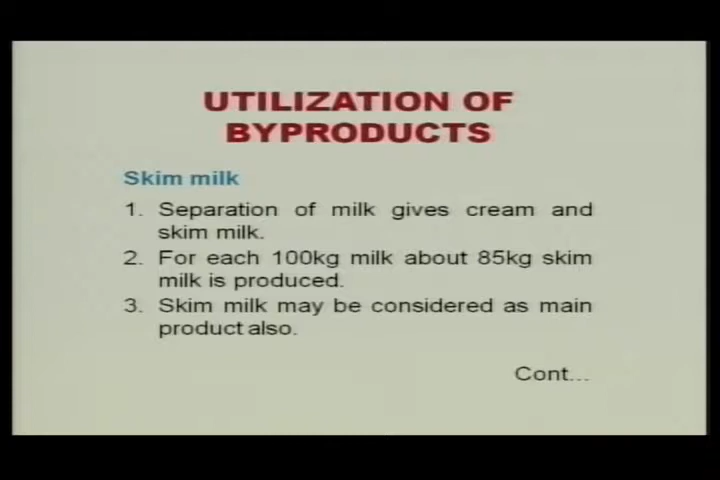 UTILIZATION OF
BYPRODUCTS
Skim milk
1. Separation of milk gives cream and
skim milk.
2. For each 100kg milk about 85kg skim
milk is produced.
3. Skim milk may be considered as main
product also.
Cont...